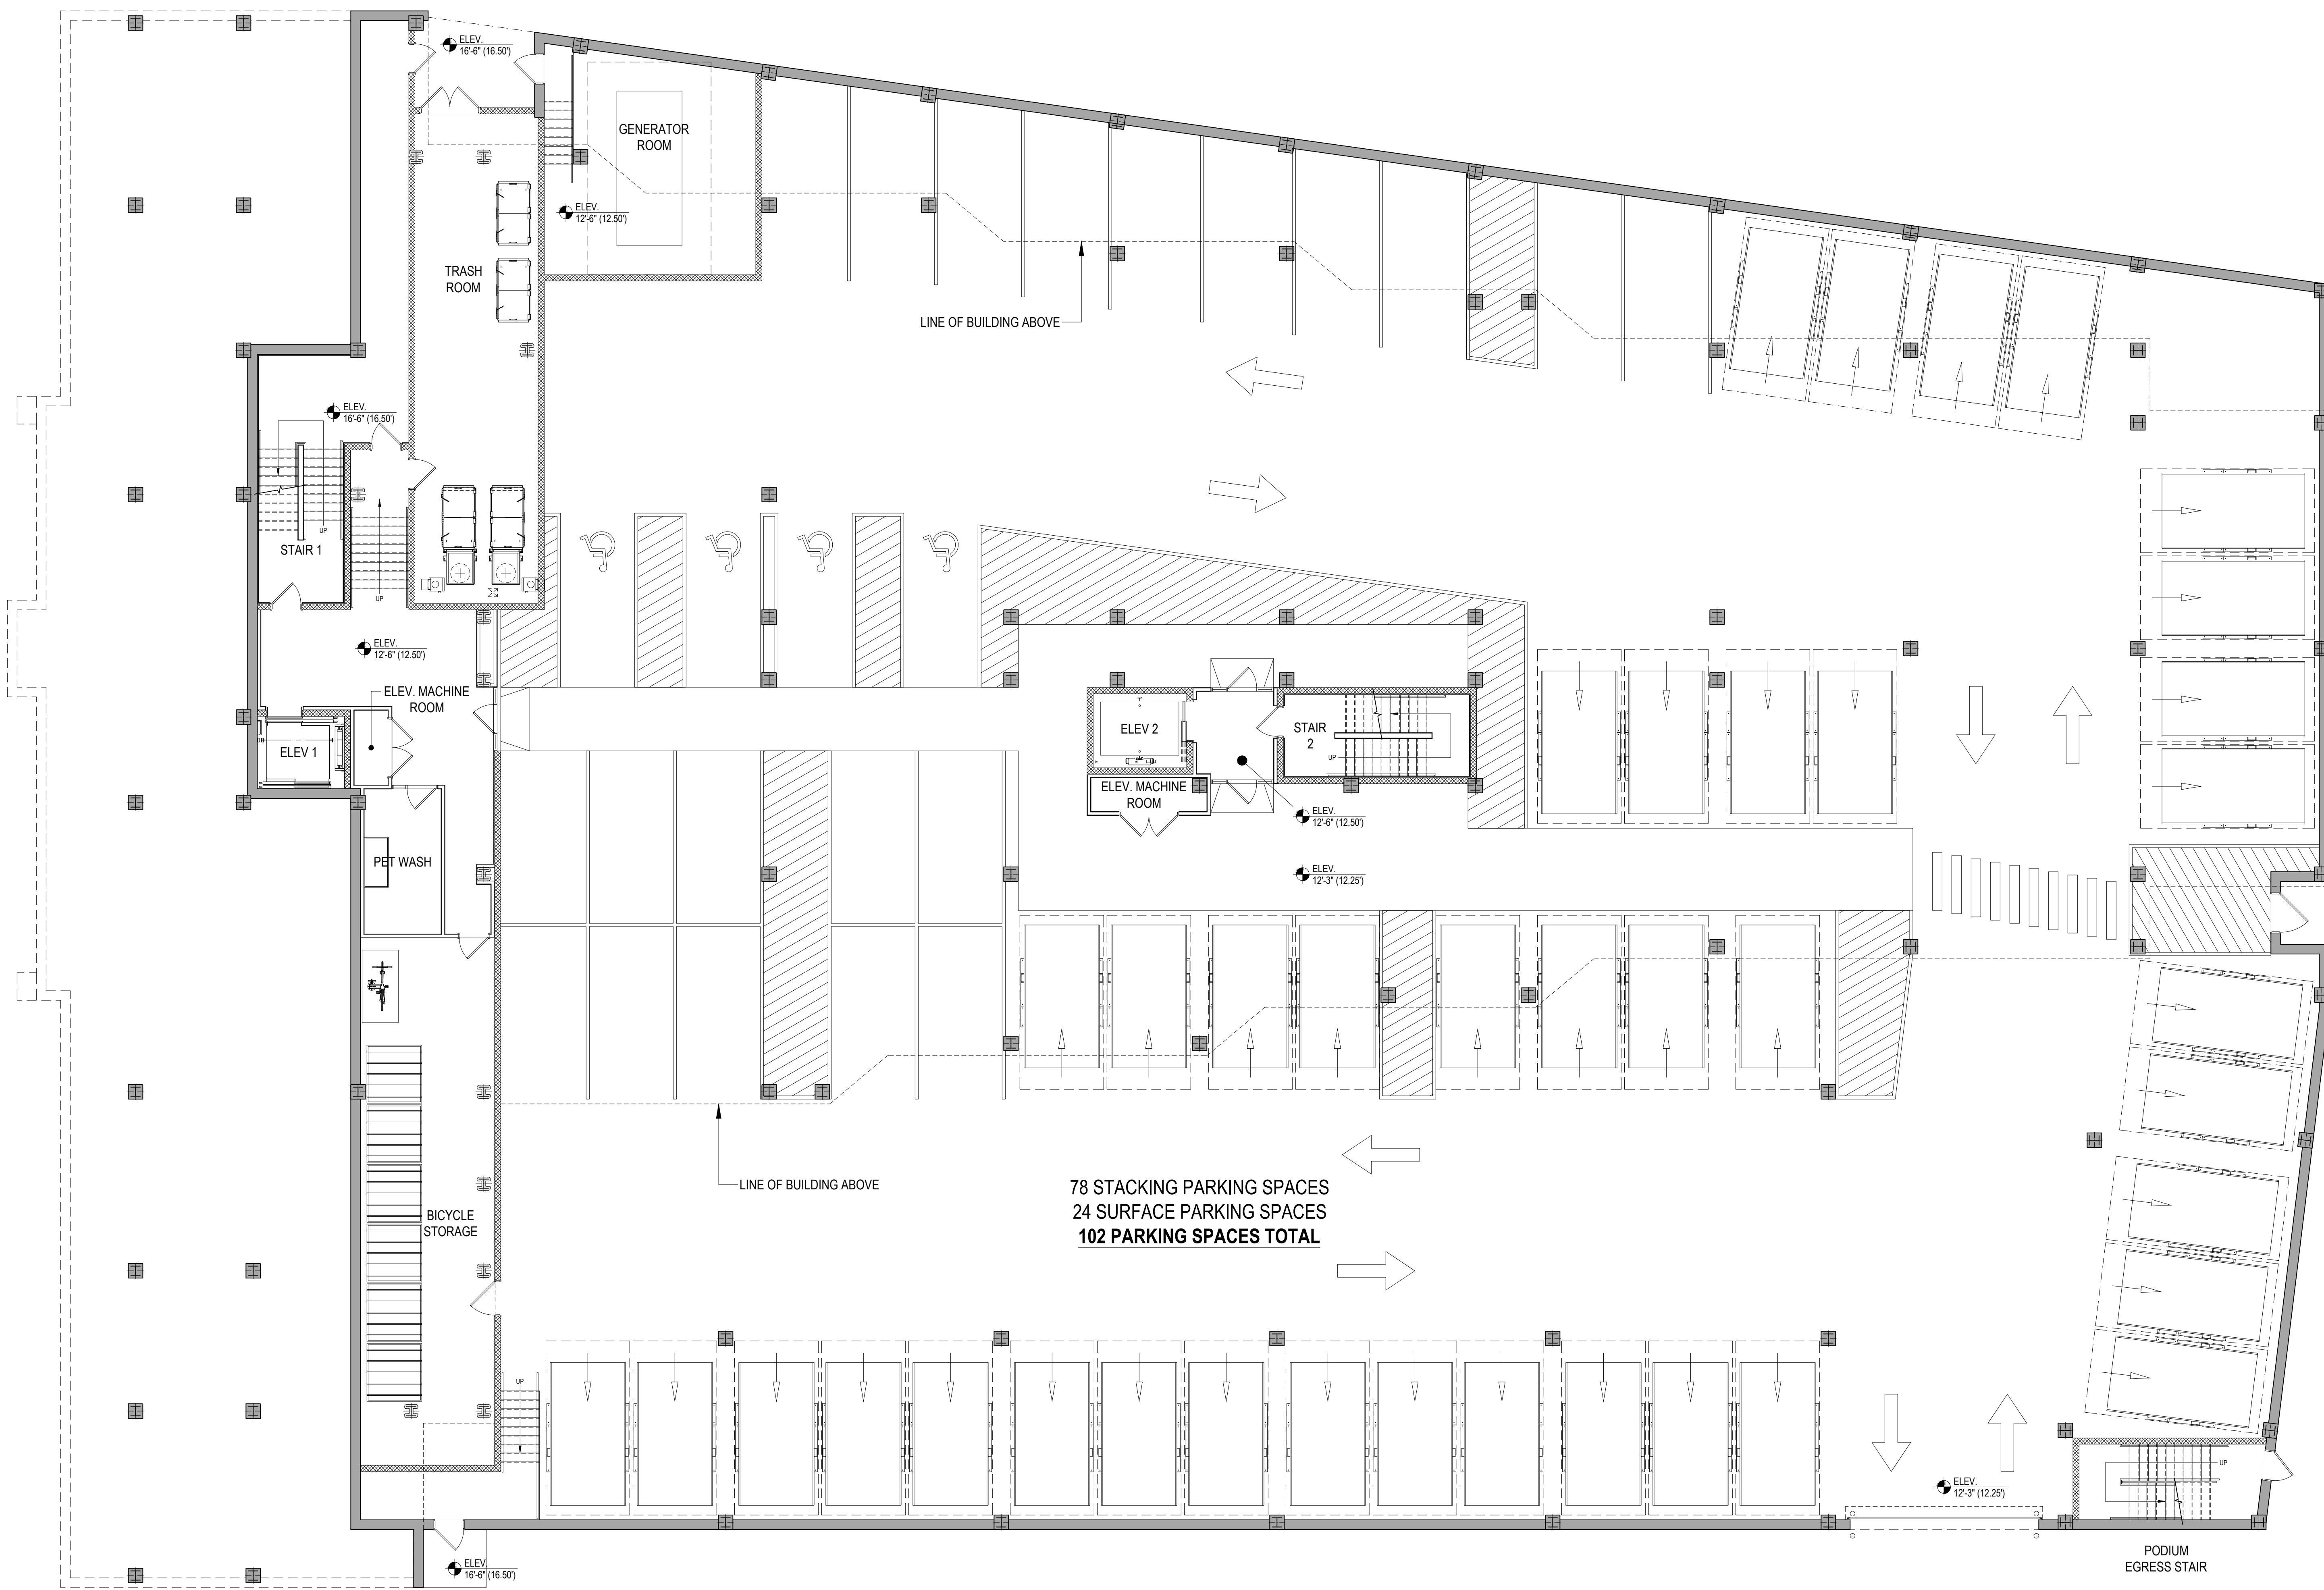 ELEV.
16'-6" (16.50')
GENERATOR
ROOM
ELEV.
12'-6" (12.50')
TRASH
ROOM
LINE OF BUILDING ABOVE
ELEV.
16'-6" (16.50')
UP
STAIR 1
UP
ELEV.
12'-6" (12.50')
ELEV. MACHINE
ROOM
ELEV 1
ELEV 2
STAIR
2
UP
ELEV. MACHINE
ROOM
ELEV.
12'-6" (12.50')
PET WASH
ELEV.
12'-3" (12.25')
LINE OF BUILDING ABOVE
78 STACKING PARKING SPACES
24 SURFACE PARKING SPACES
102 PARKING SPACES TOTAL
BICYCLE
STORAGE
UP
UP
ELEV.
12'-3" (12.25')
ELEV.
16'-6" (16.50')
PODIUM
EGRESS STAIR